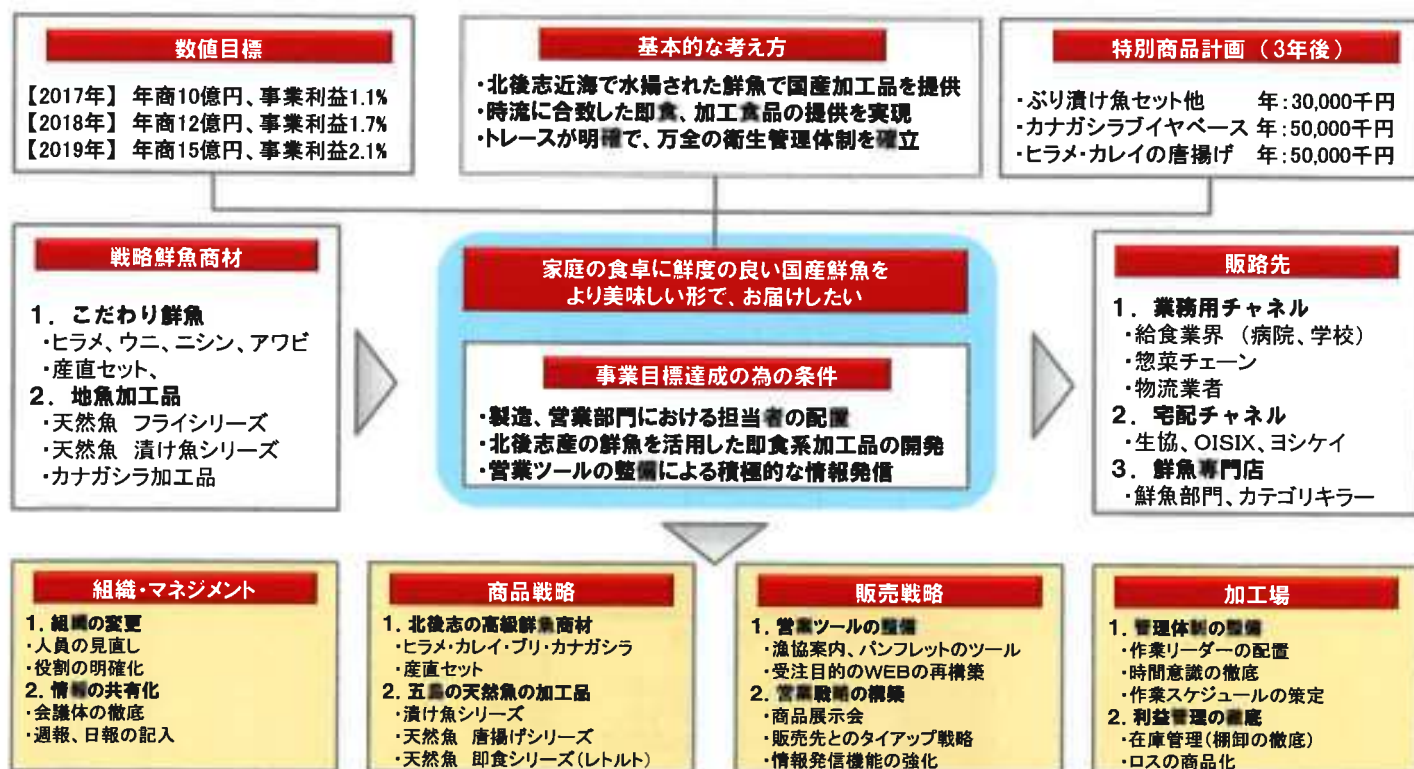 数値目標
【2017年】 年商10億円、事業利益1.1%
【2018年】 年商12億円、事業利益1.7%
【2019年】 年商15億円、事業利益2.1%
基本的な考え方
・北後志近海で水揚された鮮魚で国産加工品を提供
・時流に合致した即食、加工食品の提供を実現
・トレースが明確で、万全の衛生管理体制を確立
特別商品計画（3年後）
・ぶり漬け魚セット他 年：30,000千円
・カナガシラブイヤベース 年：50,000千円
・ヒラメ・カレイの唐揚げ 年：50,000千円
戦略鮮魚商材
1．こだわり鮮魚
・ヒラメ、ウニ、ニシン、アワビ
・産直セット、
2．地魚加工品
・天然魚 フライシリーズ
・天然魚 漬け魚シリーズ
・カナガシラ加工品
家庭の食卓に鮮度の良い国産鮮魚を
より美味しい形で、お届けしたい
事業目標達成の為の条件
・製造、営業部門における担当者の配置
・北後志産の鮮魚を活用した即食系加工品の開発
・営業ツールの整備による積極的な情報発信
販路先
1．業務用チャネル
・給食業界 （病院、学校）
・惣菜チェーン
・物流業者
2．宅配チャネル
・生協、OISIX、ヨシケイ
3．鮮魚専門店
・鮮魚部門、カテゴリキラー
組織・マネジメント
1．組織の変更
・人員の見直し
・役割の明確化
2．情報の共有化
・会議体の徹底
・週報、日報の記入
商品戦略
1．北後志の高級鮮魚商材
・ヒラメ・カレイ・ブリ・カナガシラ
・産直セット
2．五島の天然魚の加工品
・漬け魚シリーズ
・天然魚 唐揚げシリーズ
・天然魚 即食シリーズ（レトルト）
販売戦略
1．営業ツールの整備
・漁協案内、パンフレットのツール
・受注目的のWEBの再構築
2．営業戦略の構築
・商品展示会
・販売先とのタイアップ戦略
・情報発信機能の強化
加工場
1．管理体制の整備
・作業リーダーの配置
・時間意識の徹底
・作業スケジュールの策定
2．利益管理の徹底
・在庫管理（棚卸の徹底）
・ロスの商品化